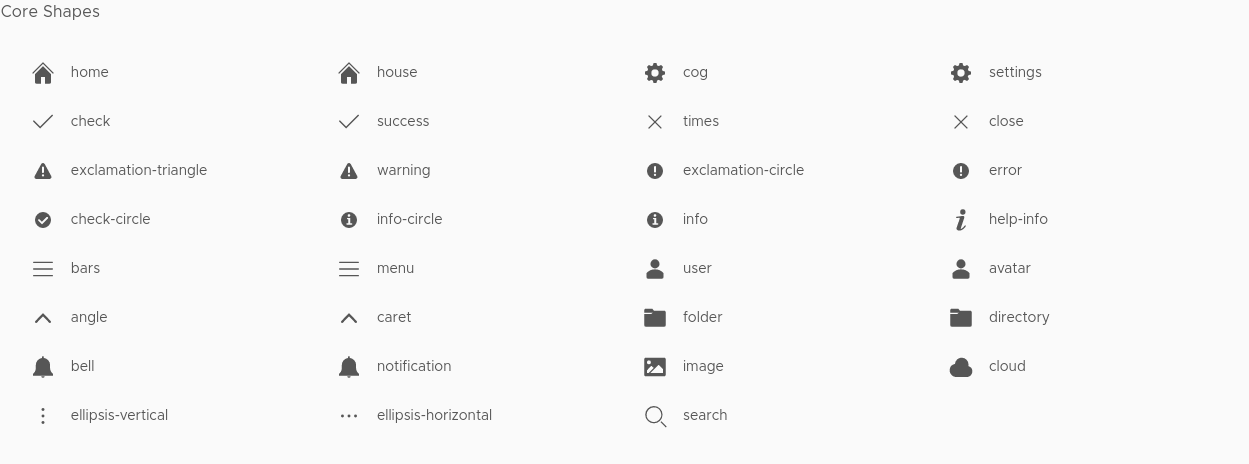 Core Shapes
home house cog settings
check success times close
exclamation-triangle warning exclamation-circle error
check-circle info-circle info help-info
bars menu user avatar
angle caret folder directory
bell notification image cloud
ellipsis-vertical ellipsis-horizontal search